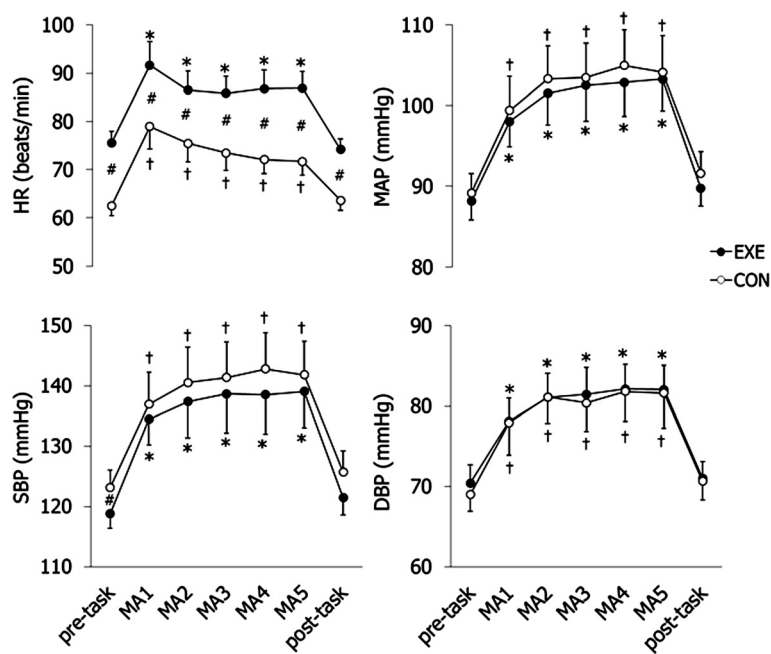 HR (beats/min)
100
90
80
70
60
50
* * * * *
# # # # # # #
† † † † †
MAP (mmHg)
110
100
90
80
† † † † †
* * * * *
EXE
CON
SBP (mmHg)
150
140
130
120
110
† † † † †
* * * * *
#
pre-task MA1 MA2 MA3 MA4 MA5 post-task
DBP (mmHg)
90
80
70
60
* * * * *
† † † † †
pre-task MA1 MA2 MA3 MA4 MA5 post-task